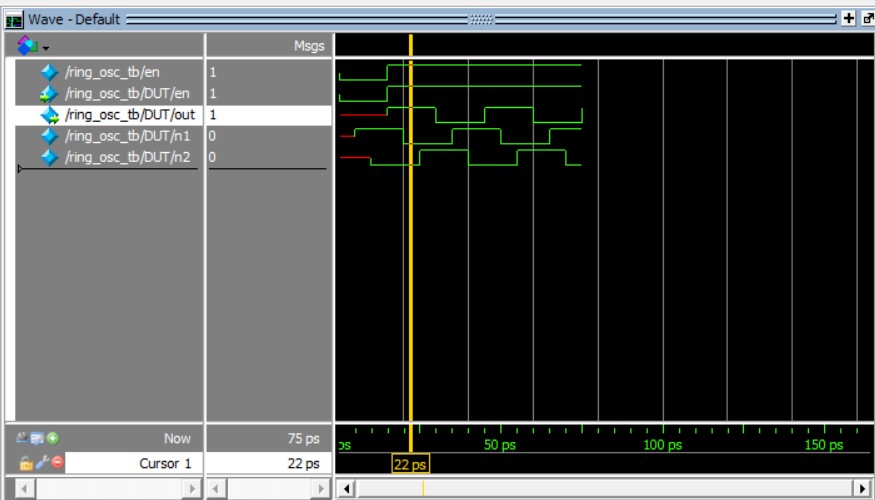 Wave - Default
Msgs
/ring_osc_tb/en 1
/ring_osc_tb/DUT/en 1
/ring_osc_tb/DUT/out 1
/ring_osc_tb/DUT/n1 0
/ring_osc_tb/DUT/n2 0
Now 75 ps
ps 50 ps 100 ps 150 ps
Cursor 1 22 ps
22 ps